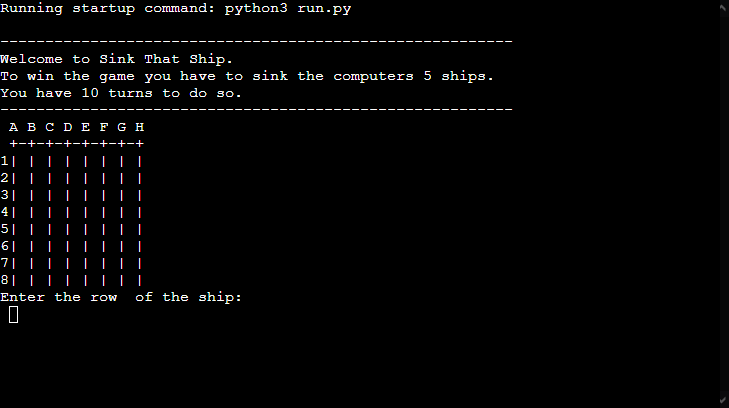 Running startup command: python3 run.py
---------------------------------------------------------
Welcome to Sink That Ship.
To win the game you have to sink the computers 5 ships.
You have 10 turns to do so.
---------------------------------------------------------
 A B C D E F G H
 +-+-+-+-+-+-+-+
1| | | | | | | |
2| | | | | | | |
3| | | | | | | |
4| | | | | | | |
5| | | | | | | |
6| | | | | | | |
7| | | | | | | |
8| | | | | | | |
Enter the row  of the ship: